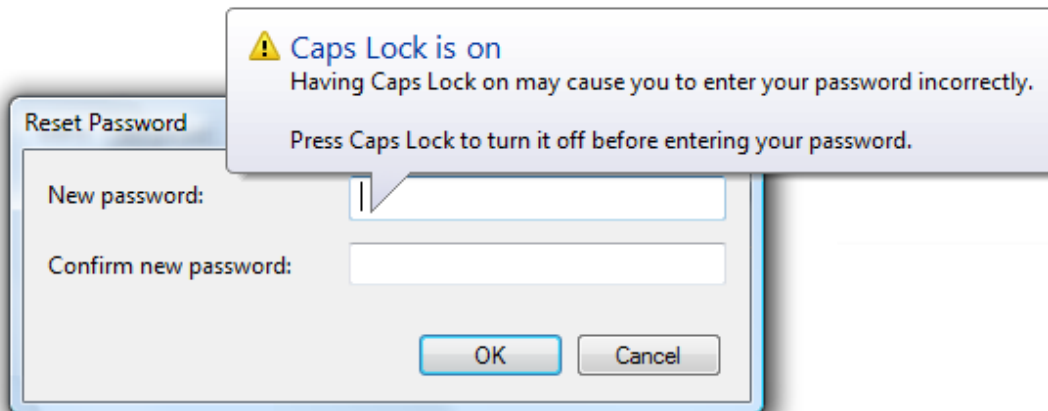 Caps Lock is on
Having Caps Lock on may cause you to enter your password incorrectly.
Press Caps Lock to turn it off before entering your password.
Reset Password
New password:
Confirm new password:
OK
Cancel